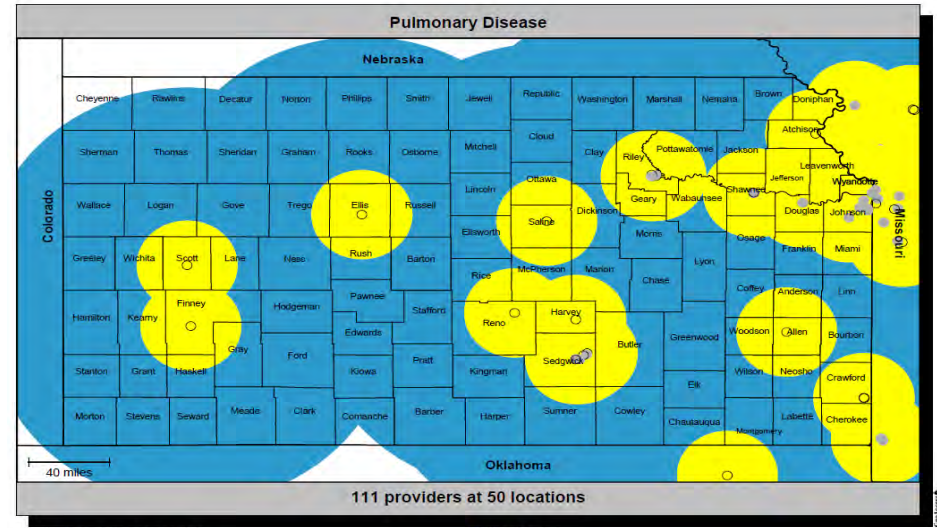 Pulmonary Disease
Nebraska
Cheyenne Rawlins Decatur Norton Phillips Smith Jewell Republic Washington Marshall Nemaha Brown Doniphan
Atchison
Sherman Thomas Sheridan Graham Rooks Osborne Mitchell Cloud Clay Riley Pottawatomie Jackson
Leavenworth
Jefferson
Wyandotte
Colorado
Wallace Logan Gove Trego Ellis Russell Lincoln Ottawa Geary Wabaunsee Shawnee
Saline Dickinson Douglas Johnson
Missouri
Ellsworth Morris Osage Franklin Miami
Greeley Wichita Scott Lane Ness Rush Barton
Rice McPherson Marion Chase Lyon
Coffey Anderson Linn
Hamilton Kearny Finney Hodgeman Pawnee Stafford
Reno Harvey
Edwards
Gray Ford
Sedgwick Butler Greenwood Woodson Allen Bourbon
Stanton Grant Haskell Kiowa Pratt Kingman
Elk Wilson Neosho Crawford
Morton Stevens Seward Meade Clark Comanche Barber Harper Sumner Cowley
Chautauqua Montgomery Labette Cherokee
40 miles
Oklahoma
111 providers at 50 locations